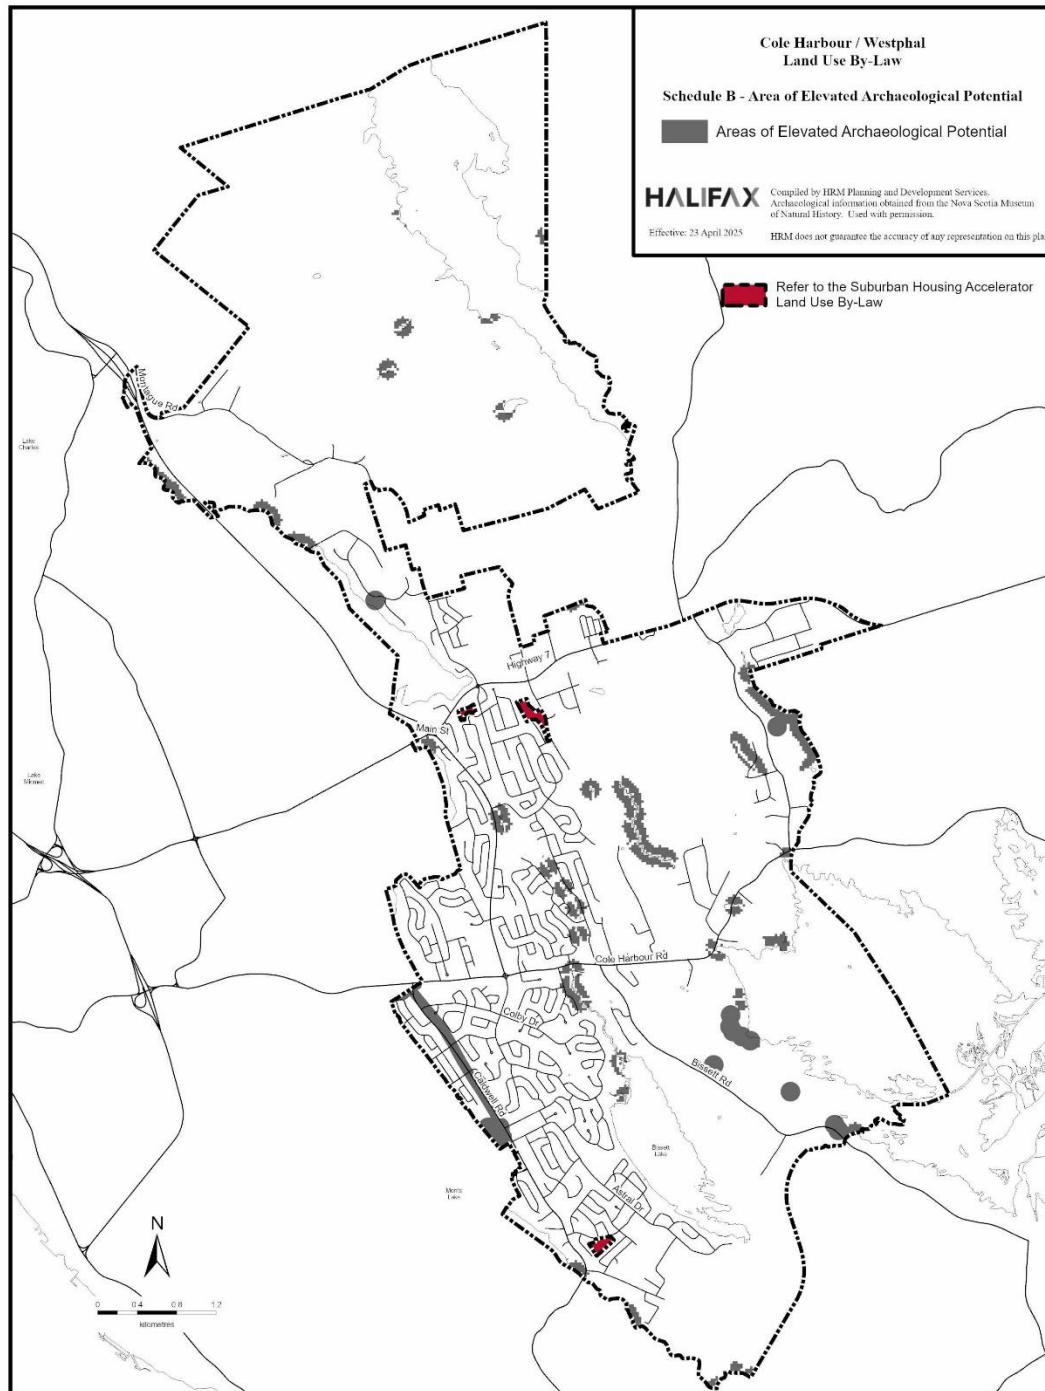 Cole Harbour / Westphal
Land Use By-Law
Schedule B - Area of Elevated Archaeological Potential
Areas of Elevated Archaeological Potential
HALIFAX
Compiled by HRM Planning and Development Services.
Archaeological information obtained from the Nova Scotia Museum
of Natural History. Used with permission.
Effective: 23 April 2025
HRM does not guarantee the accuracy of any representation on this pla
Refer to the Suburban Housing Accelerator
Land Use By-Law
Montague Rd
Lake
Charles
Highway 7
Main St
Lake
Micmac
Cole Harbour Rd
Colby Dr
Caldwell Rd
Bissett Rd
Bissett
Lake
Morris
Lake
Astral Dr
N
0 0.4 0.8 1.2
kilometres